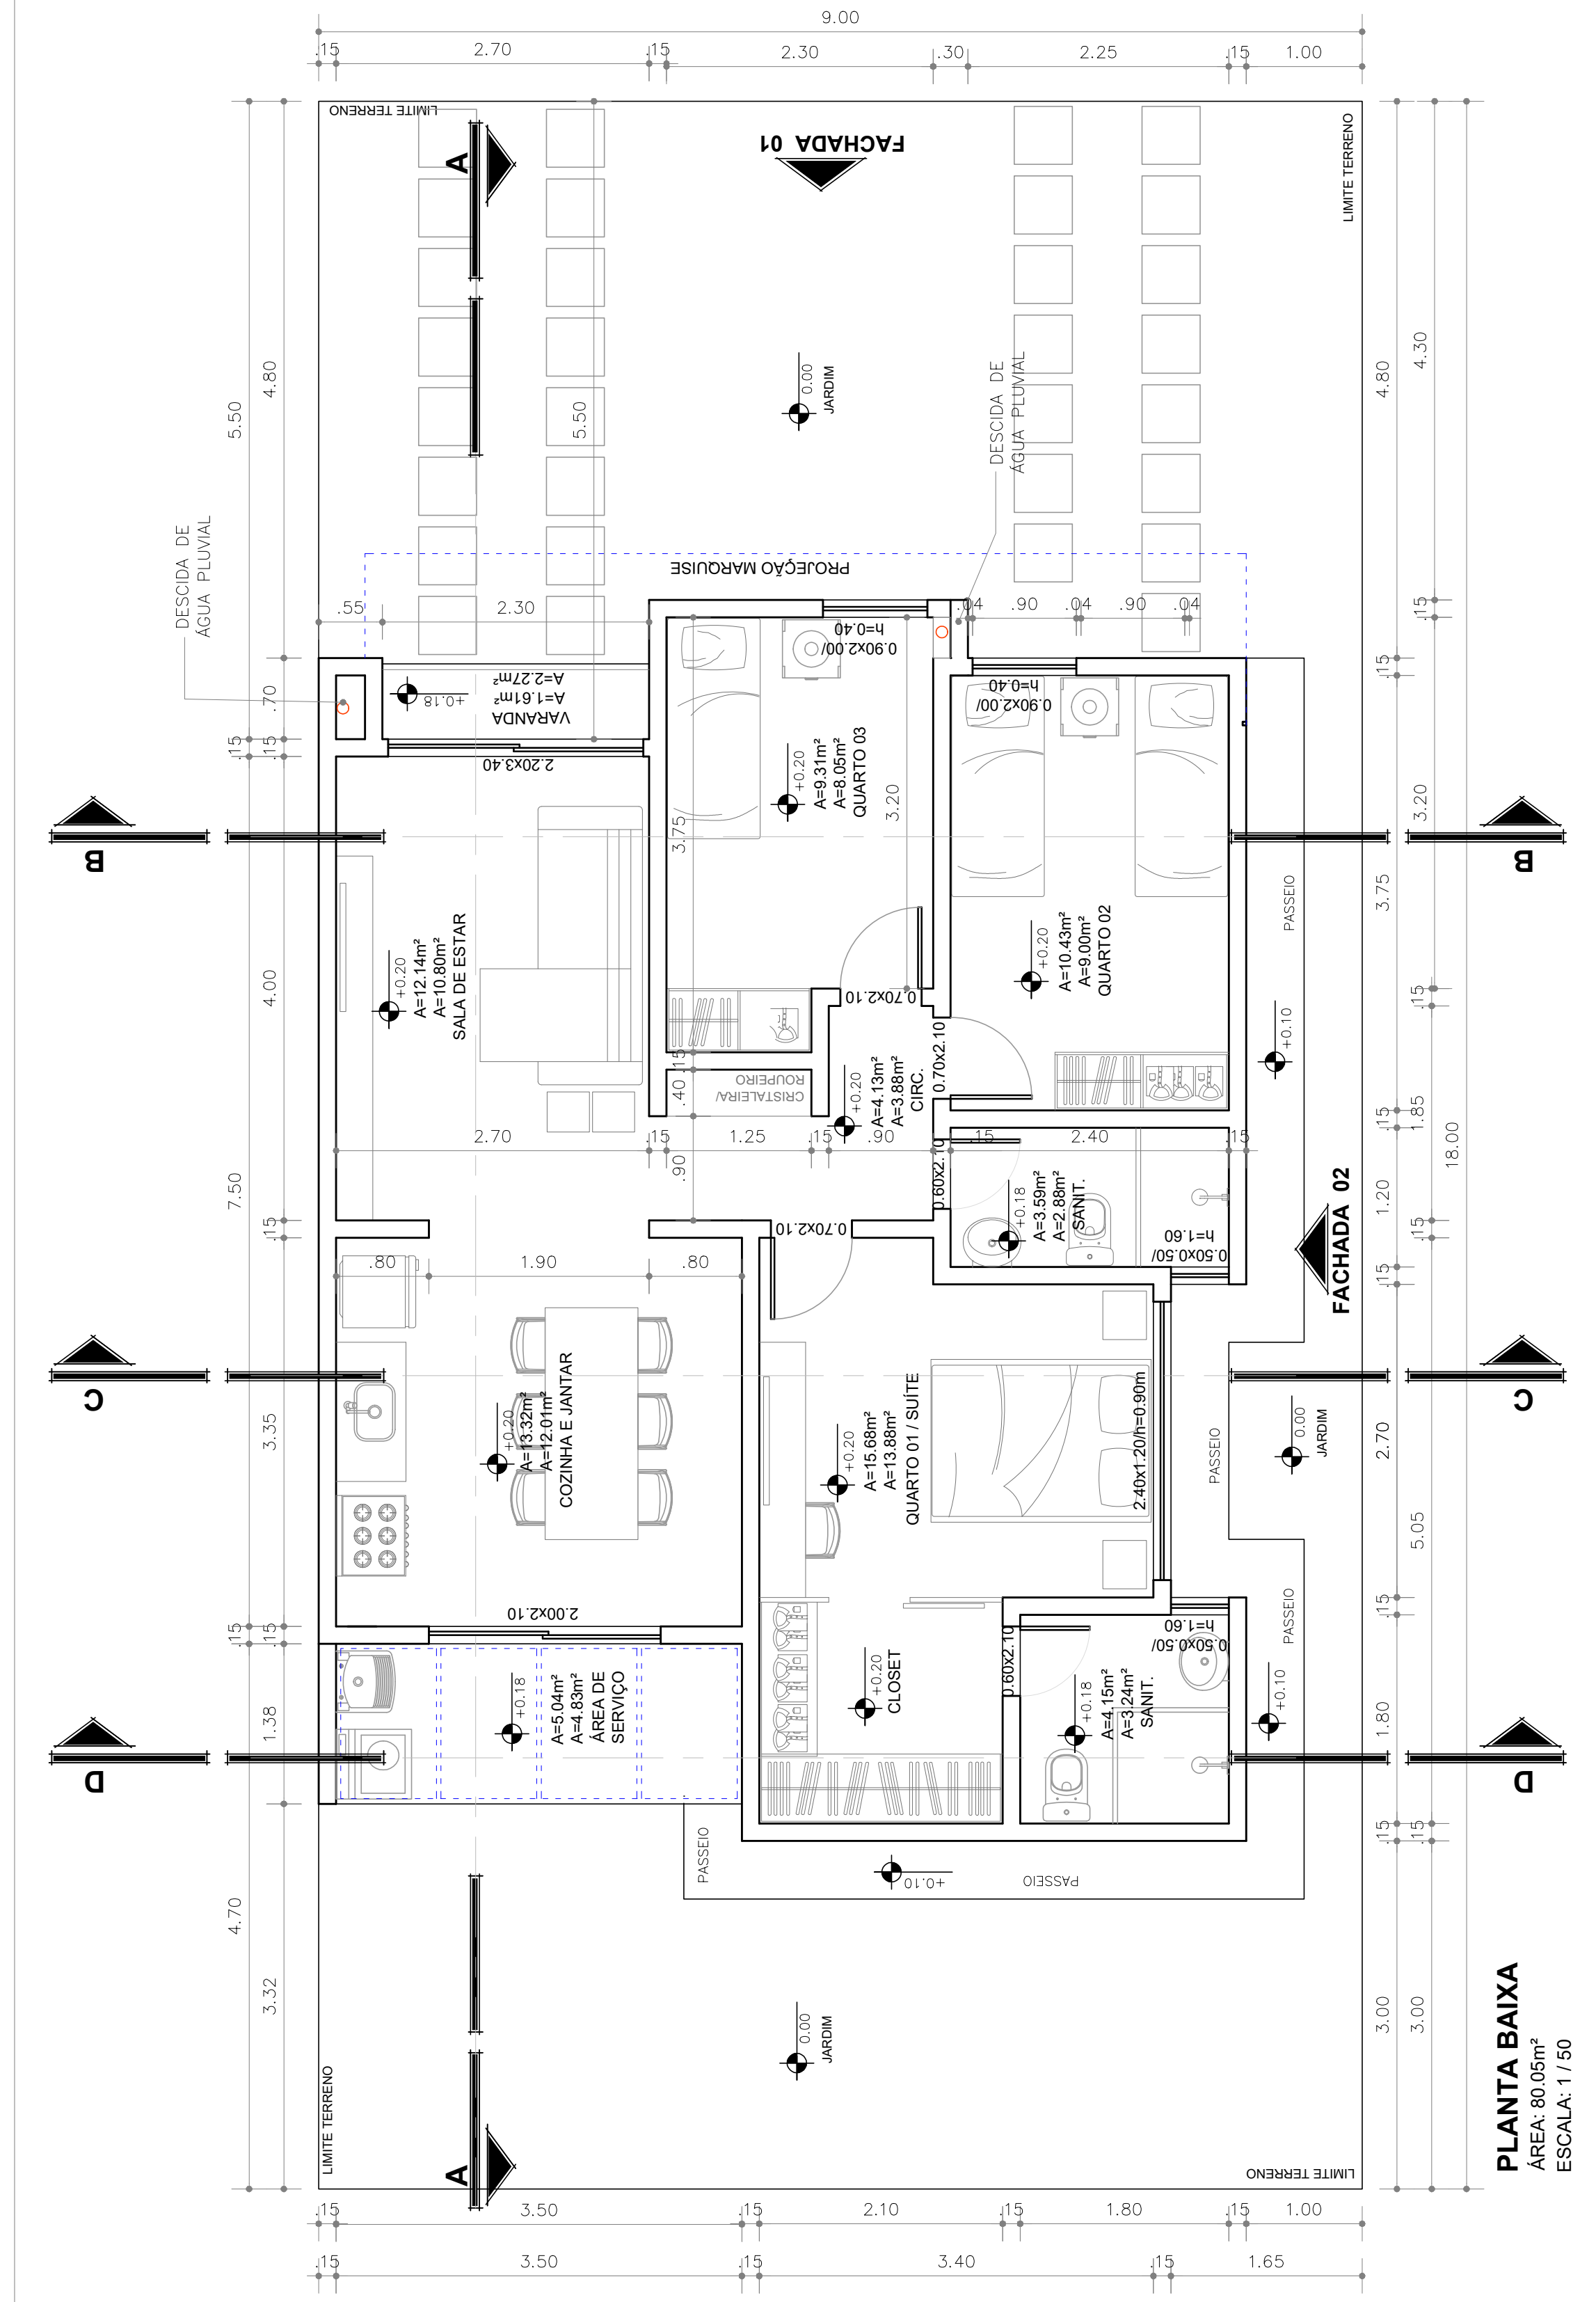 9.00
.15
2.70
.15
2.30
.30
2.25
.15
1.00
LIMITE TERRENO
LIMITE TERRENO
A
FACHADA 01
5.50
4.80
5.50
0.00
JARDIM
DESCIDA DE
ÁGUA PLUVIAL
4.80
4.30
DESCIDA DE
ÁGUA PLUVIAL
PROJEÇÃO MARQUISE
.55
2.30
.04
.90
.04
.90
.04
.15
.15
0.90x2.00/
h=0.40
0.90x2.00/
h=0.40
.70
.15
.15
+0.18
VARANDA
A=1.61m²
A=2.27m²
2.20x3.40
B
B
+0.20
A=9.31m²
A=8.05m²
QUARTO 03
3.75
3.20
3.20
3.75
PASSEIO
4.00
+0.20
A=12.14m²
A=10.80m²
SALA DE ESTAR
+0.20
A=10.43m²
A=9.00m²
QUARTO 02
0.70x2.10
.15
0.70x2.10
+0.10
.15
.40
CRISTALEIRA/
ROUPEIRO
+0.20
A=4.13m²
A=3.88m²
CIRC.
.15
1.85
18.00
2.70
.15
1.25
.15
.90
.15
2.40
.15
.90
7.50
.15
0.60x2.10
+0.18
A=3.59m²
A=2.88m²
SANIT.
0.50x0.50/
h=1.60
0.70x2.10
1.20
.15
.15
FACHADA 02
.80
1.90
.80
C
C
3.35
+0.20
A=13.32m²
A=12.01m²
COZINHA E JANTAR
+0.20
A=15.68m²
A=13.88m²
QUARTO 01 / SUÍTE
2.40x1.20/h=0.90m
PASSEIO
0.00
JARDIM
2.70
5.05
2.00x2.10
.15
.15
.15
PASSEIO
0.50x0.50/
h=1.60
0.60x2.10
1.38
+0.18
A=5.04m²
A=4.83m²
ÁREA DE
SERVIÇO
+0.20
CLOSET
+0.18
A=4.15m²
A=3.24m²
SANIT.
+0.10
1.80
D
D
.15
.15
PASSEIO
+0.10
PASSEIO
4.70
3.32
0.00
JARDIM
3.00
3.00
LIMITE TERRENO
A
LIMITE TERRENO
PLANTA BAIXA
ÁREA: 80.05m²
ESCALA: 1 / 50
.15
3.50
.15
2.10
.15
1.80
.15
1.00
.15
3.50
.15
3.40
.15
1.65